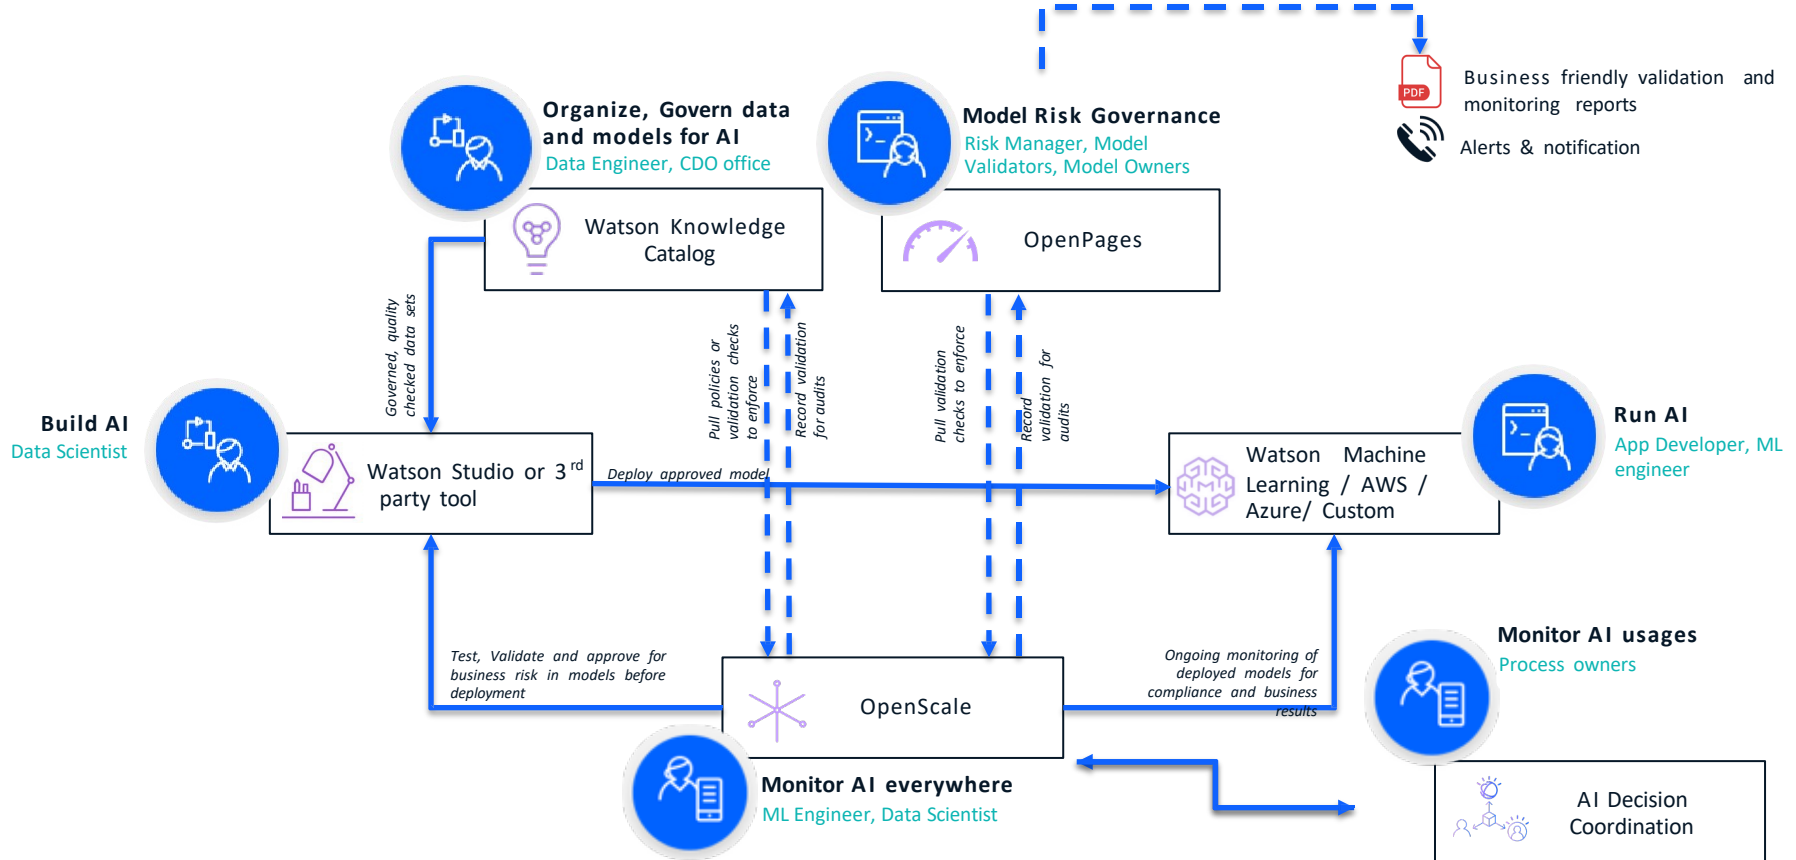 Business friendly validation and
monitoring reports
PDF
Alerts & notification
Organize, Govern data
and models for AI
Data Engineer, CDO office
Model Risk Governance
Risk Manager, Model
Validators, Model Owners
Watson Knowledge
Catalog
OpenPages
Governed, quality
checked data sets
Pull policies or
validation checks
to enforce
Record validation
for audits
Pull validation
checks to enforce
Record
validation for
audits
Build AI
Data Scientist
Watson Studio or 3rd
party tool
Deploy approved model
Watson Machine
Learning / AWS /
Azure/ Custom
Run AI
App Developer, ML
engineer
Test, Validate and approve for
business risk in models before
deployment
OpenScale
Ongoing monitoring of
deployed models for
compliance and business
results
Monitor AI usages
Process owners
Monitor AI everywhere
ML Engineer, Data Scientist
AI Decision
Coordination